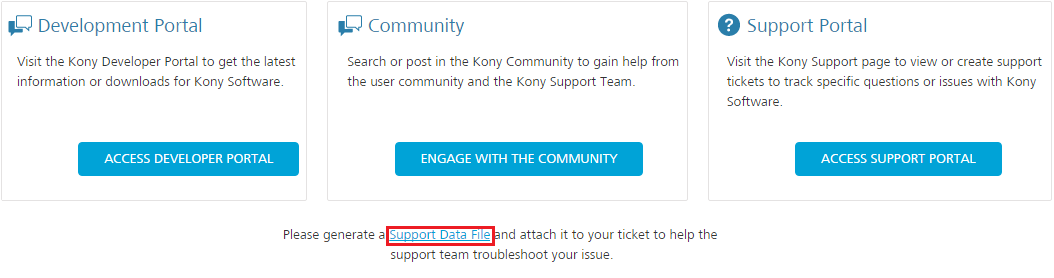 Development Portal
Visit the Kony Developer Portal to get the latest
information or downloads for Kony Software.
ACCESS DEVELOPER PORTAL
Community
Search or post in the Kony Community to gain help from
the user community and the Kony Support Team.
ENGAGE WITH THE COMMUNITY
Support Portal
Visit the Kony Support page to view or create support
tickets to track specific questions or issues with Kony
Software.
ACCESS SUPPORT PORTAL
Please generate a Support Data File and attach it to your ticket to help the
support team troubleshoot your issue.